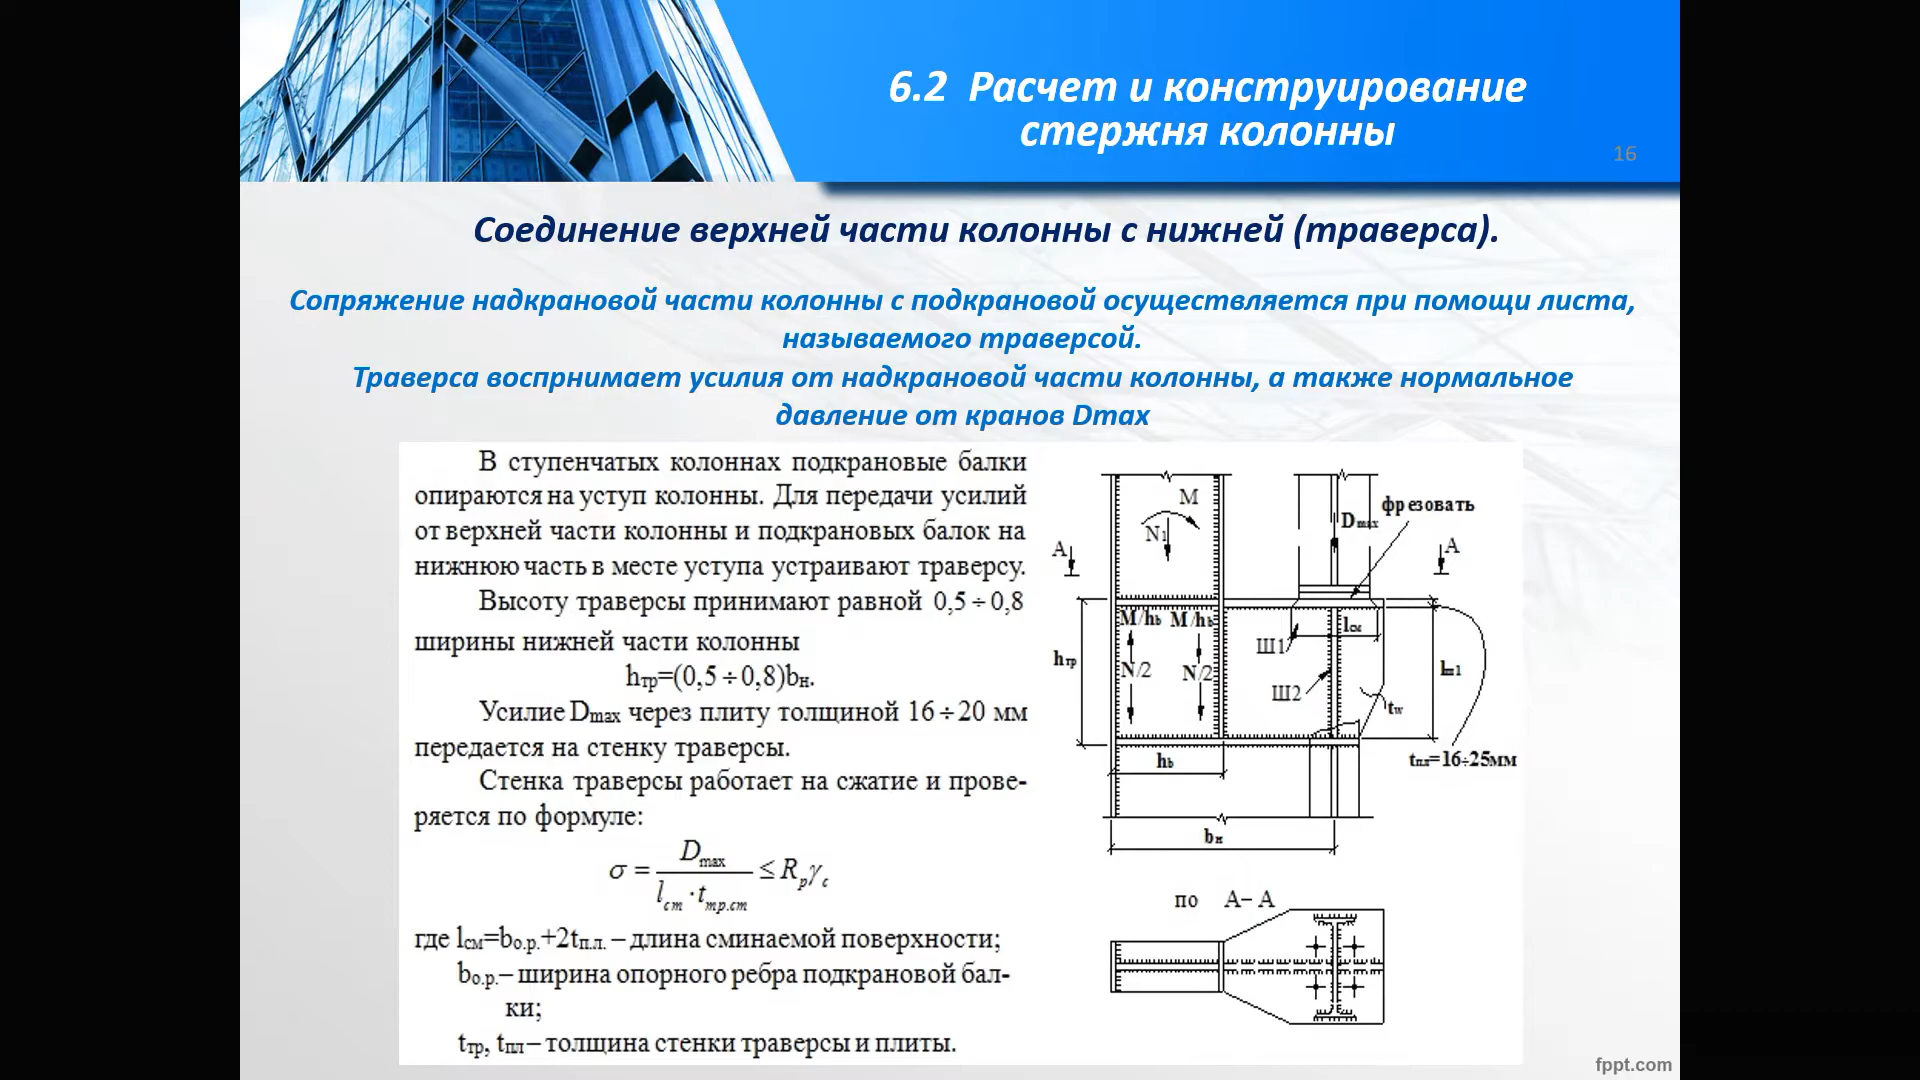 6.2 Расчет и конструирование
стержня колонны
16
Соединение верхней части колонны с нижней (траверса).
Сопряжение надкрановой части колонны с подкрановой осуществляется при помощи листа,
называемого траверсой.
Траверса воспрнимает усилия от надкрановой части колонны, а также нормальное
давление от кранов Dmax
В ступенчатых колоннах подкрановые балки
опираются на уступ колонны. Для передачи усилий
от верхней части колонны и подкрановых балок на
нижнюю часть в месте уступа устраивают траверсу.
Высоту траверсы принимают равной 0,5÷0,8
ширины нижней части колонны
hтр=(0,5÷0,8)bн.
Усилие Dmax через плиту толщиной 16÷20 мм
передается на стенку траверсы.
Стенка траверсы работает на сжатие и прове-
ряется по формуле:
σ = Dmax / (lст · tтр.ст) ≤ Rpγc
где lсм=bо.р.+2tп.л. – длина сминаемой поверхности;
bо.р.– ширина опорного ребра подкрановой бал-
ки;
tтр, tпл – толщина стенки траверсы и плиты.
M
N1
Dmax
фрезовать
A
A
M/hb
M/hb
lсм
Ш1
hтр
N/2
N/2
Ш2
lш1
tw
tпл=16÷25мм
hb
bн
по А– А
fppt.com